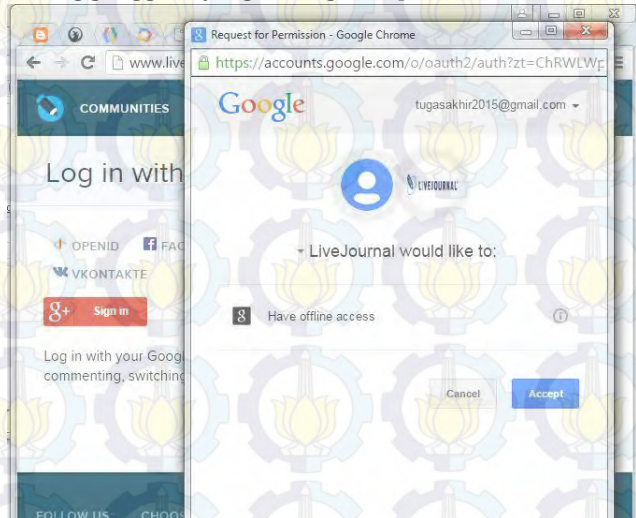 Request for Permission - Google Chrome
www.live
https://accounts.google.com/o/oauth2/auth?zt=ChRWLWp
COMMUNITIES
Google
tugasakhir2015@gmail.com
Log in with
LIVEJOURNAL
OPENID
FAC
VKONTAKTE
LiveJournal would like to:
g+ Sign in
8 Have offline access
Log in with your Goog
commenting, switching
Cancel
Accept
FOLLOW US
CHOOS